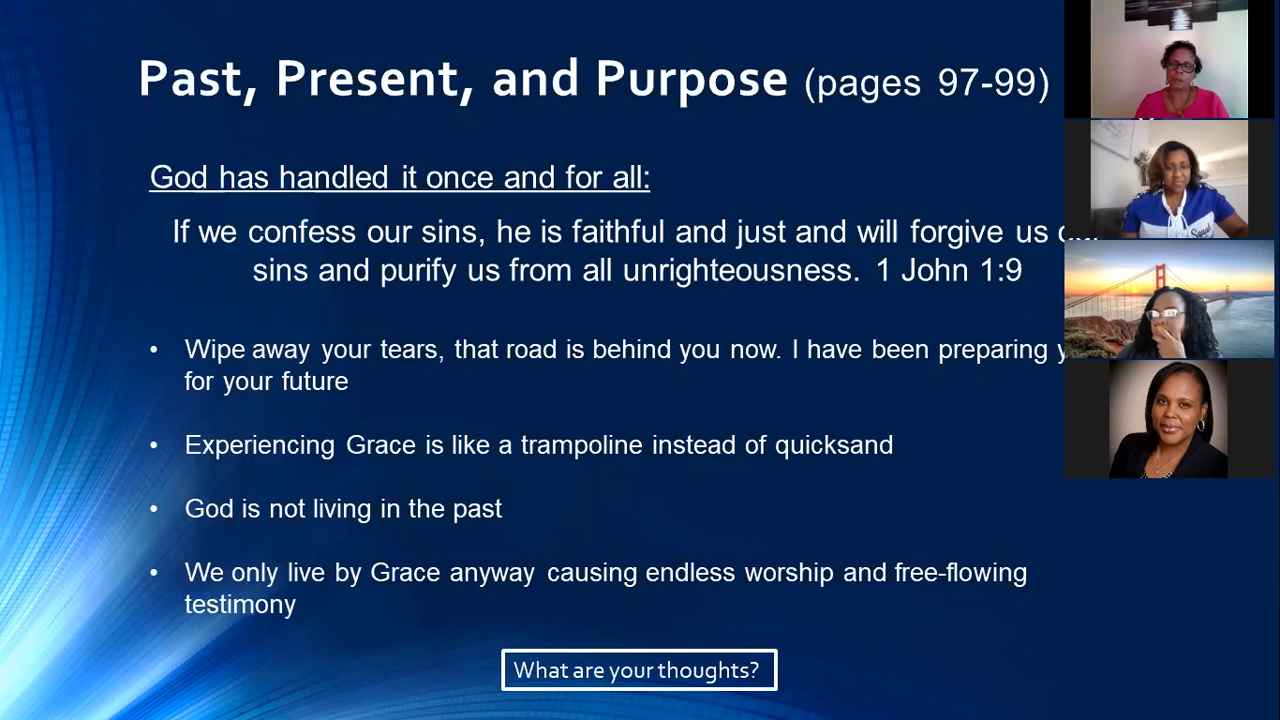 Past, Present, and Purpose (pages 97-99)
God has handled it once and for all:
If we confess our sins, he is faithful and just and will forgive us
sins and purify us from all unrighteousness. 1 John 1:9
• Wipe away your tears, that road is behind you now. I have been preparing
for your future
• Experiencing Grace is like a trampoline instead of quicksand
• God is not living in the past
• We only live by Grace anyway causing endless worship and free-flowing
testimony
What are your thoughts?